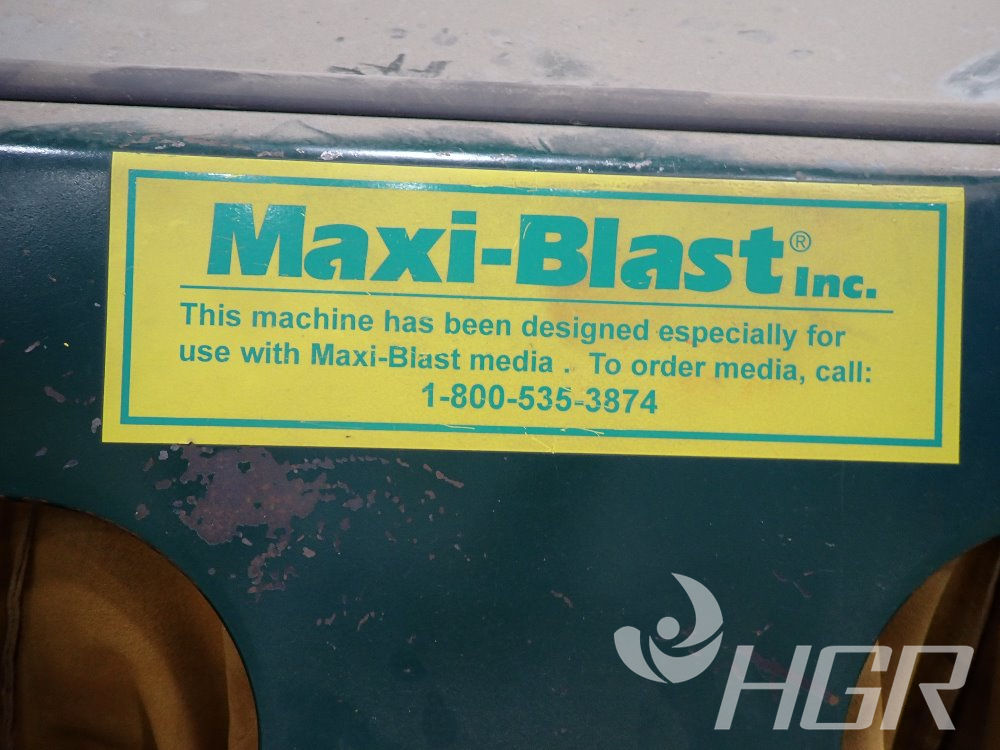 Maxi-Blast® Inc.
This machine has been designed especially for
use with Maxi-Blast media . To order media, call:
1-800-535-3874
HGR